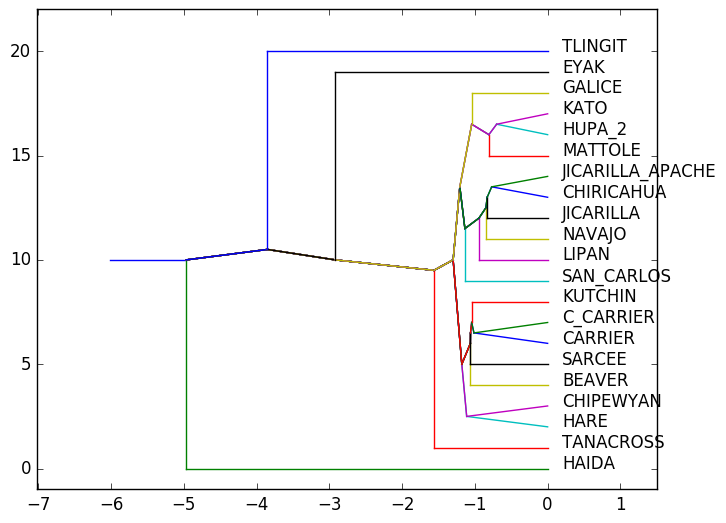 20
15
10
5
0
TLINGIT
EYAK
GALICE
KATO
HUPA_2
MATTOLE
JICARILLA_APACHE
CHIRICAHUA
JICARILLA
NAVAJO
LIPAN
SAN_CARLOS
KUTCHIN
C_CARRIER
CARRIER
SARCEE
BEAVER
CHIPEWYAN
HARE
TANACROSS
HAIDA
−7 −6 −5 −4 −3 −2 −1 0 1